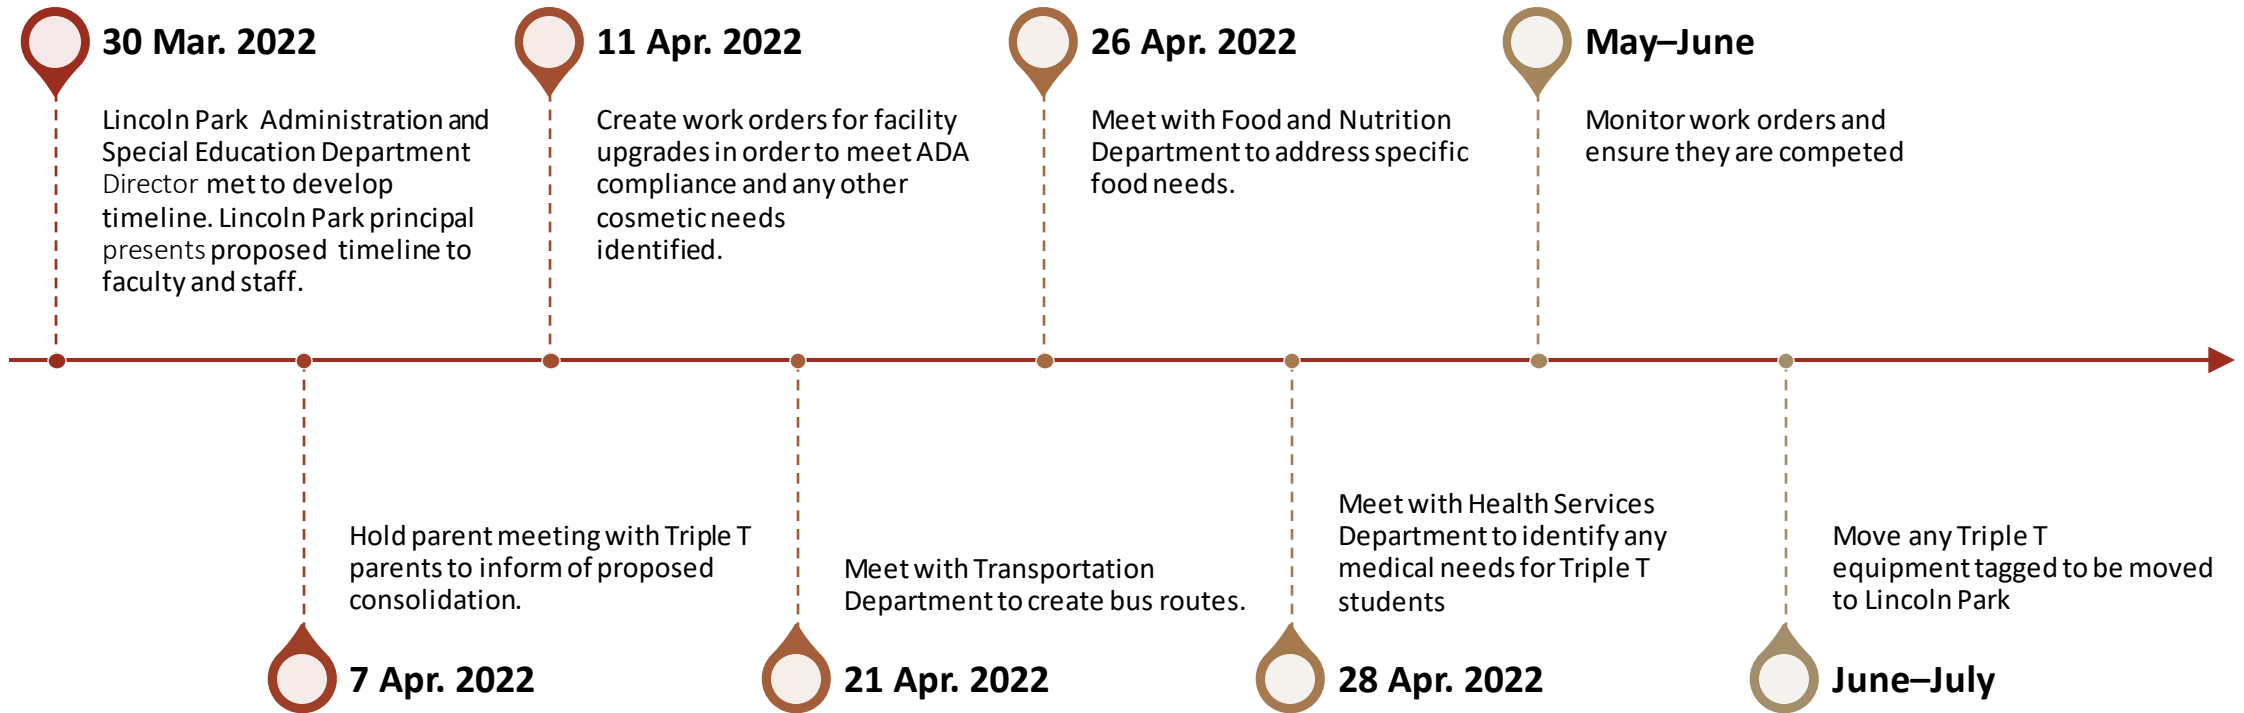 30 Mar. 2022
Lincoln Park Administration and
Special Education Department
Director met to develop
timeline. Lincoln Park principal
presents proposed timeline to
faculty and staff.
11 Apr. 2022
Create work orders for facility
upgrades in order to meet ADA
compliance and any other
cosmetic needs
identified.
26 Apr. 2022
Meet with Food and Nutrition
Department to address specific
food needs.
May–June
Monitor work orders and
ensure they are competed
Hold parent meeting with Triple T
parents to inform of proposed
consolidation.
7 Apr. 2022
Meet with Transportation
Department to create bus routes.
21 Apr. 2022
Meet with Health Services
Department to identify any
medical needs for Triple T
students
28 Apr. 2022
Move any Triple T
equipment tagged to be moved
to Lincoln Park
June–July